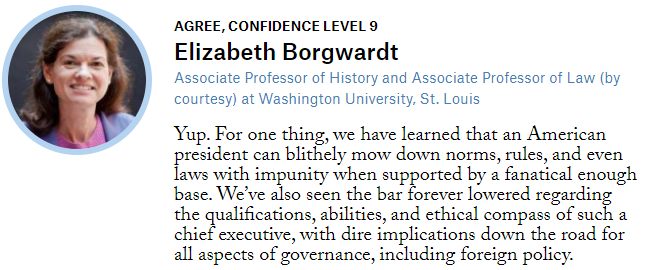 AGREE, CONFIDENCE LEVEL 9
Elizabeth Borgwardt
Associate Professor of History and Associate Professor of Law (by
courtesy) at Washington University, St. Louis
Yup. For one thing, we have learned that an American
president can blithely mow down norms, rules, and even
laws with impunity when supported by a fanatical enough
base. We’ve also seen the bar forever lowered regarding
the qualifications, abilities, and ethical compass of such a
chief executive, with dire implications down the road for
all aspects of governance, including foreign policy.